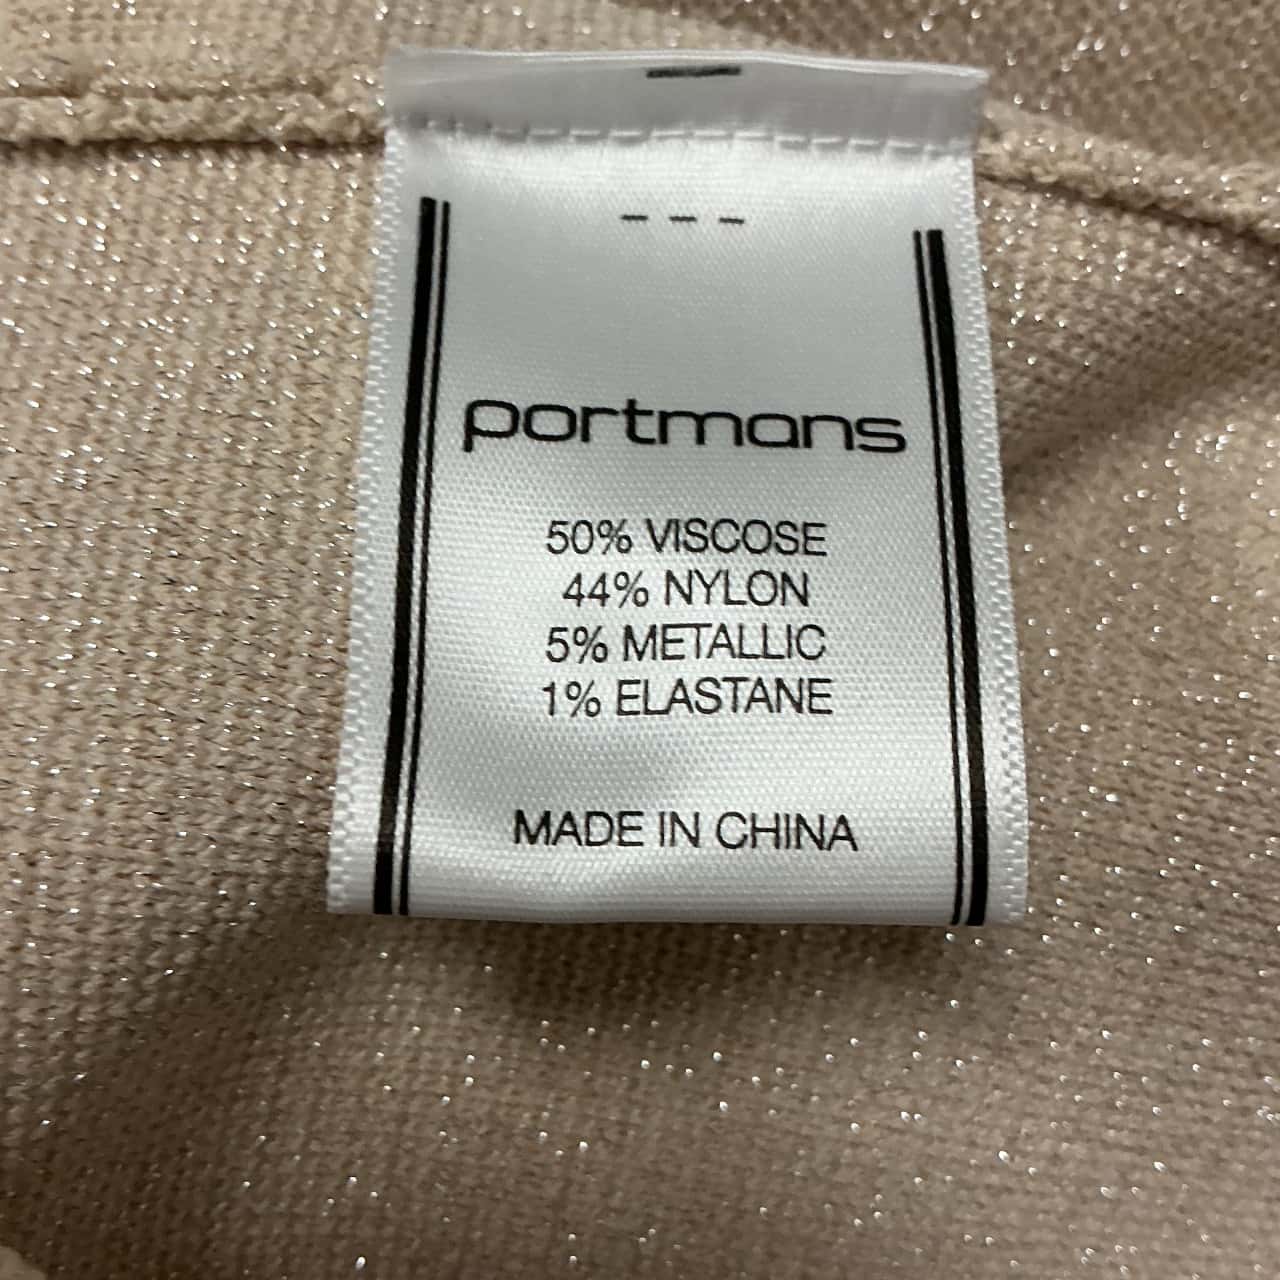 portmans
50% VISCOSE
44% NYLON
5% METALLIC
1% ELASTANE
MADE IN CHINA